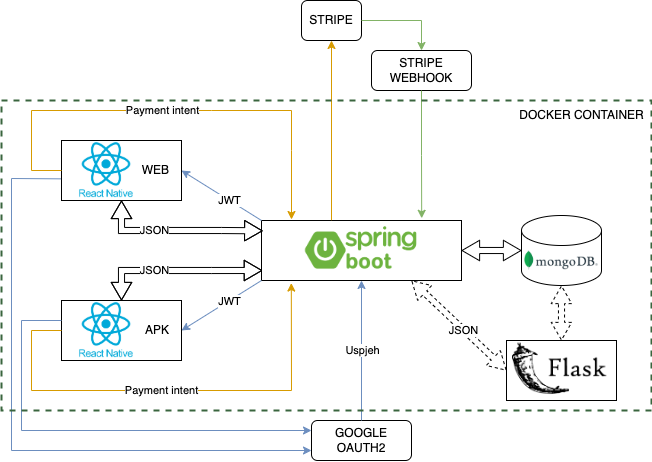 STRIPE
STRIPE
WEBHOOK
Payment intent
DOCKER CONTAINER
WEB
React Native
JWT
JSON
spring
boot
mongoDB.
JSON
JWT
APK
React Native
JSON
Uspjeh
Flask
Payment intent
GOOGLE
OAUTH2